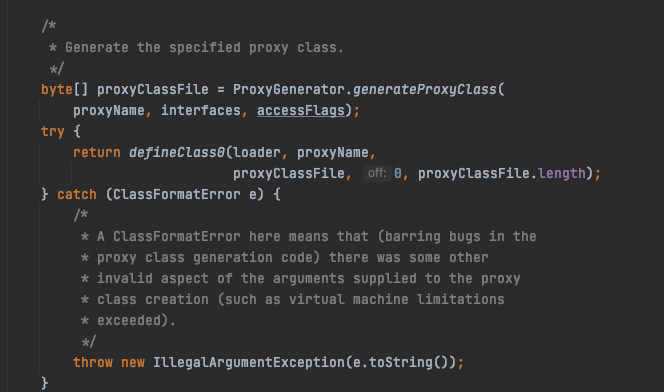 /*
 * Generate the specified proxy class.
 */
byte[] proxyClassFile = ProxyGenerator.generateProxyClass(
    proxyName, interfaces, accessFlags);
try {
    return defineClass0(loader, proxyName,
                        proxyClassFile, off: 0, proxyClassFile.length);
} catch (ClassFormatError e) {
    /*
     * A ClassFormatError here means that (barring bugs in the
     * proxy class generation code) there was some other
     * invalid aspect of the arguments supplied to the proxy
     * class creation (such as virtual machine limitations
     * exceeded).
     */
    throw new IllegalArgumentException(e.toString());
}